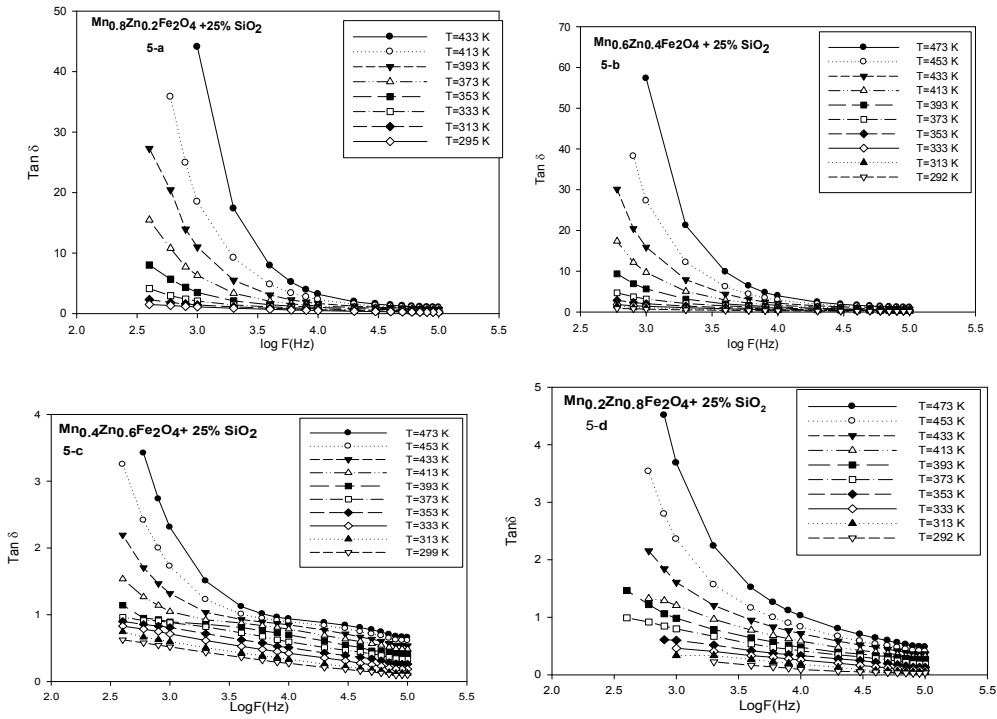 Mn0.8Zn0.2Fe2O4 +25% SiO2
5-a
T=433 K
T=413 K
T=393 K
T=373 K
T=353 K
T=333 K
T=313 K
T=295 K
Tan δ
50
40
30
20
10
0
2.0 2.5 3.0 3.5 4.0 4.5 5.0 5.5
log F(Hz)
Mn0.6Zn0.4Fe2O4 + 25% SiO2
5-b
T=473 K
T=453 K
T=433 K
T=413 K
T=393 K
T=373 K
T=353 K
T=333 K
T=313 K
T=292 K
Tan δ
70
60
50
40
30
20
10
0
2.5 3.0 3.5 4.0 4.5 5.0 5.5
log F(Hz)
Mn0.4Zn0.6Fe2O4+ 25% SiO2
5-c
T=473 K
T=453 K
T=433 K
T=413 K
T=393 K
T=373 K
T=353 K
T=333 K
T=313 K
T=299 K
Tan δ
4
3
2
1
0
2.0 2.5 3.0 3.5 4.0 4.5 5.0 5.5
LogF(Hz)
Mn0.2Zn0.8Fe2O4+ 25% SiO2
5-d
T=473 K
T=453 K
T=433 K
T=413 K
T=393 K
T=373 K
T=353 K
T=333 K
T=313 K
T=292 K
Tanδ
5
4
3
2
1
0
2.0 2.5 3.0 3.5 4.0 4.5 5.0 5.5
LogF(Hz)